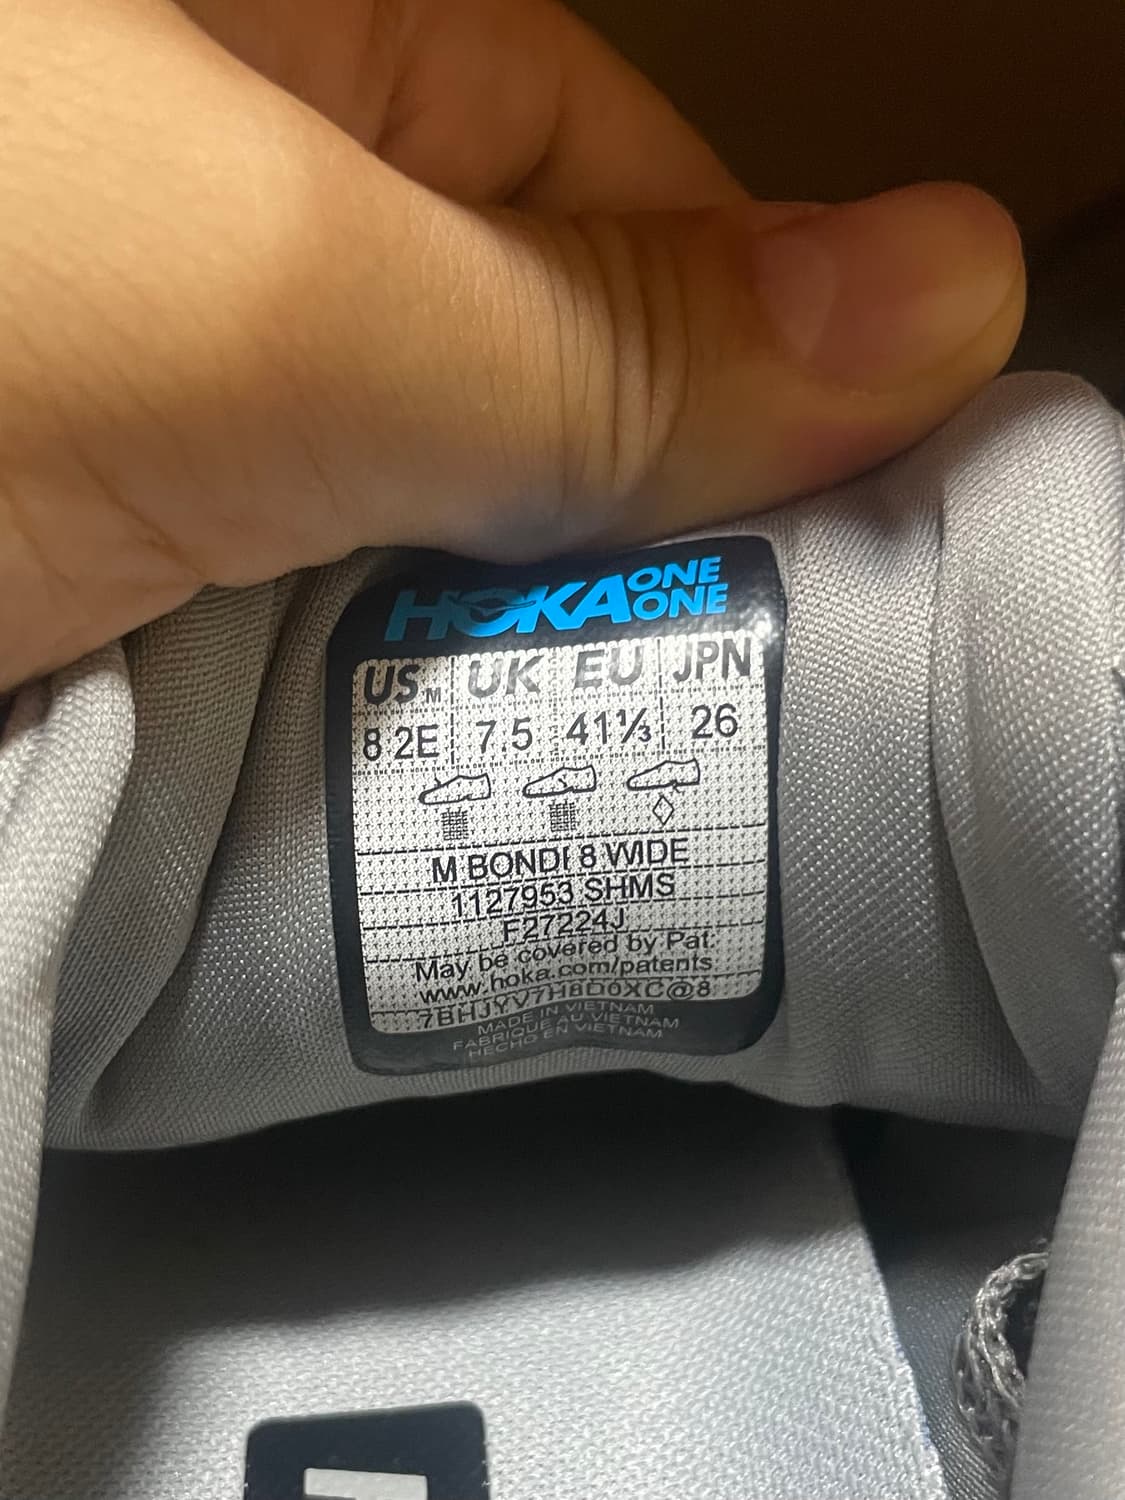 HOKA ONE ONE
US M UK EU JPN
8 2E 7.5 41⅓ 26
M BONDI 8 WIDE
1127953 SHMS
F27224J
May be covered by Pat:
www.hoka.com/patents
MADE IN VIETNAM
FABRIQUÉ AU VIETNAM
HECHO EN VIETNAM